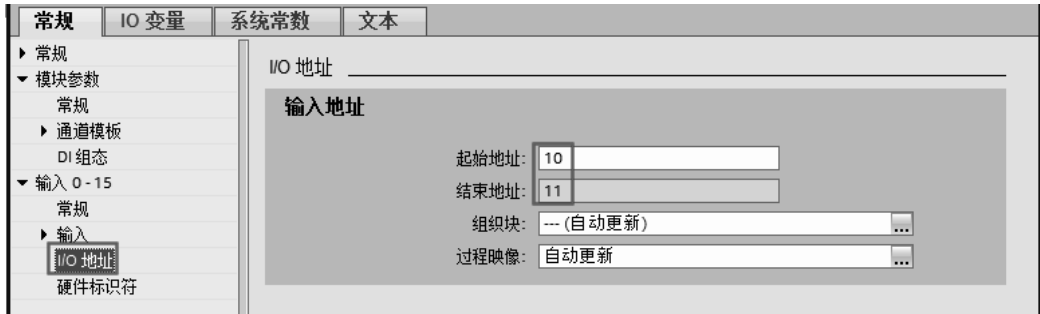 常规 IO 变量 系统常数 文本
常规
模块参数
常规
通道模板
DI 组态
输入 0 - 15
常规
输入
I/O 地址
硬件标识符
I/O 地址
输入地址
起始地址: 10
结束地址: 11
组织块: --- (自动更新) ...
过程映像: 自动更新 ...